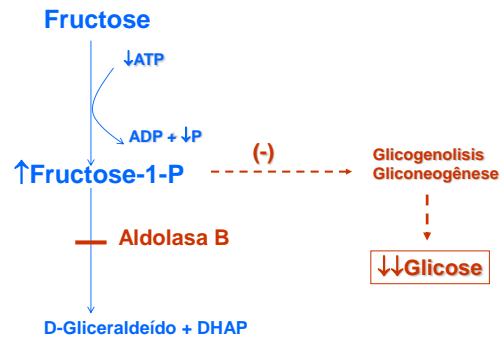 Fructose
↓ATP
ADP + ↓P
↑Fructose-1-P
(-)
Glicogenolisis
Gliconeogênese
Aldolasa B
↓↓Glicose
D-Gliceraldeído + DHAP